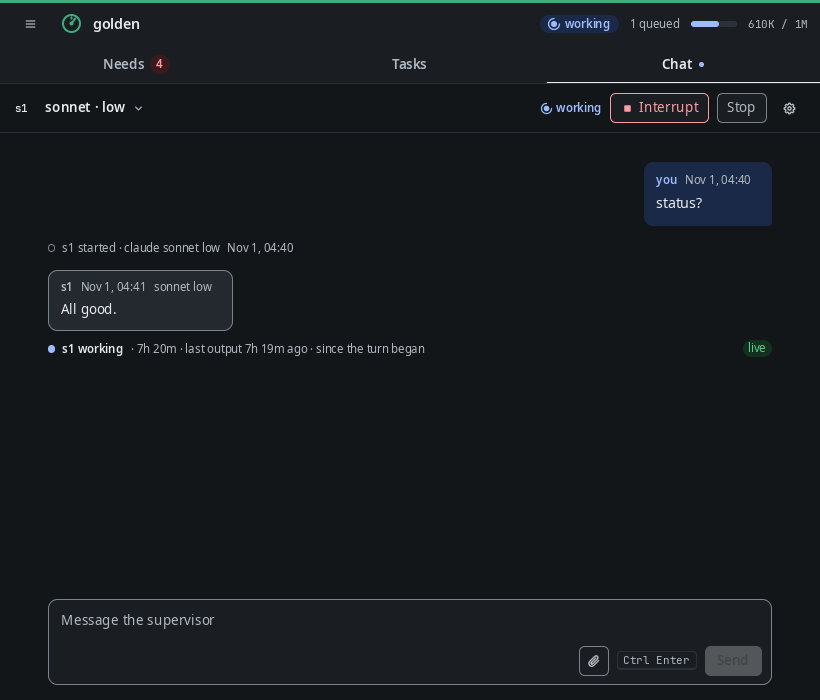 golden working 1 queued 610K / 1M
Needs 4 Tasks Chat
s1 sonnet · low working Interrupt Stop
you Nov 1, 04:40
status?
s1 started · claude sonnet low Nov 1, 04:40
s1 Nov 1, 04:41 sonnet low
All good.
s1 working · 7h 20m · last output 7h 19m ago · since the turn began live
Message the supervisor
Ctrl Enter Send